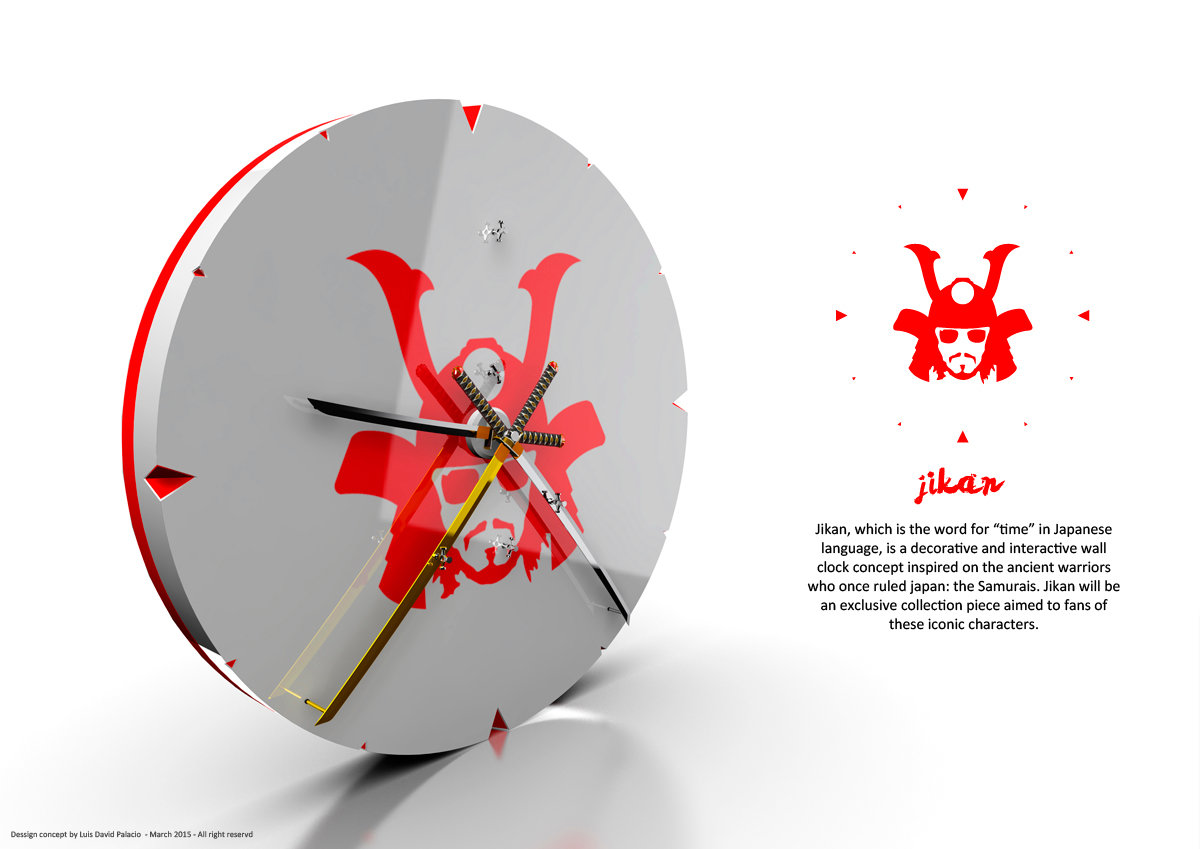 jikan
Jikan, which is the word for “time” in Japanese
language, is a decorative and interactive wall
clock concept inspired on the ancient warriors
who once ruled japan: the Samurais. Jikan will be
an exclusive collection piece aimed to fans of
these iconic characters.
Dessign concept by Luis David Palacio - March 2015 - All right reservd